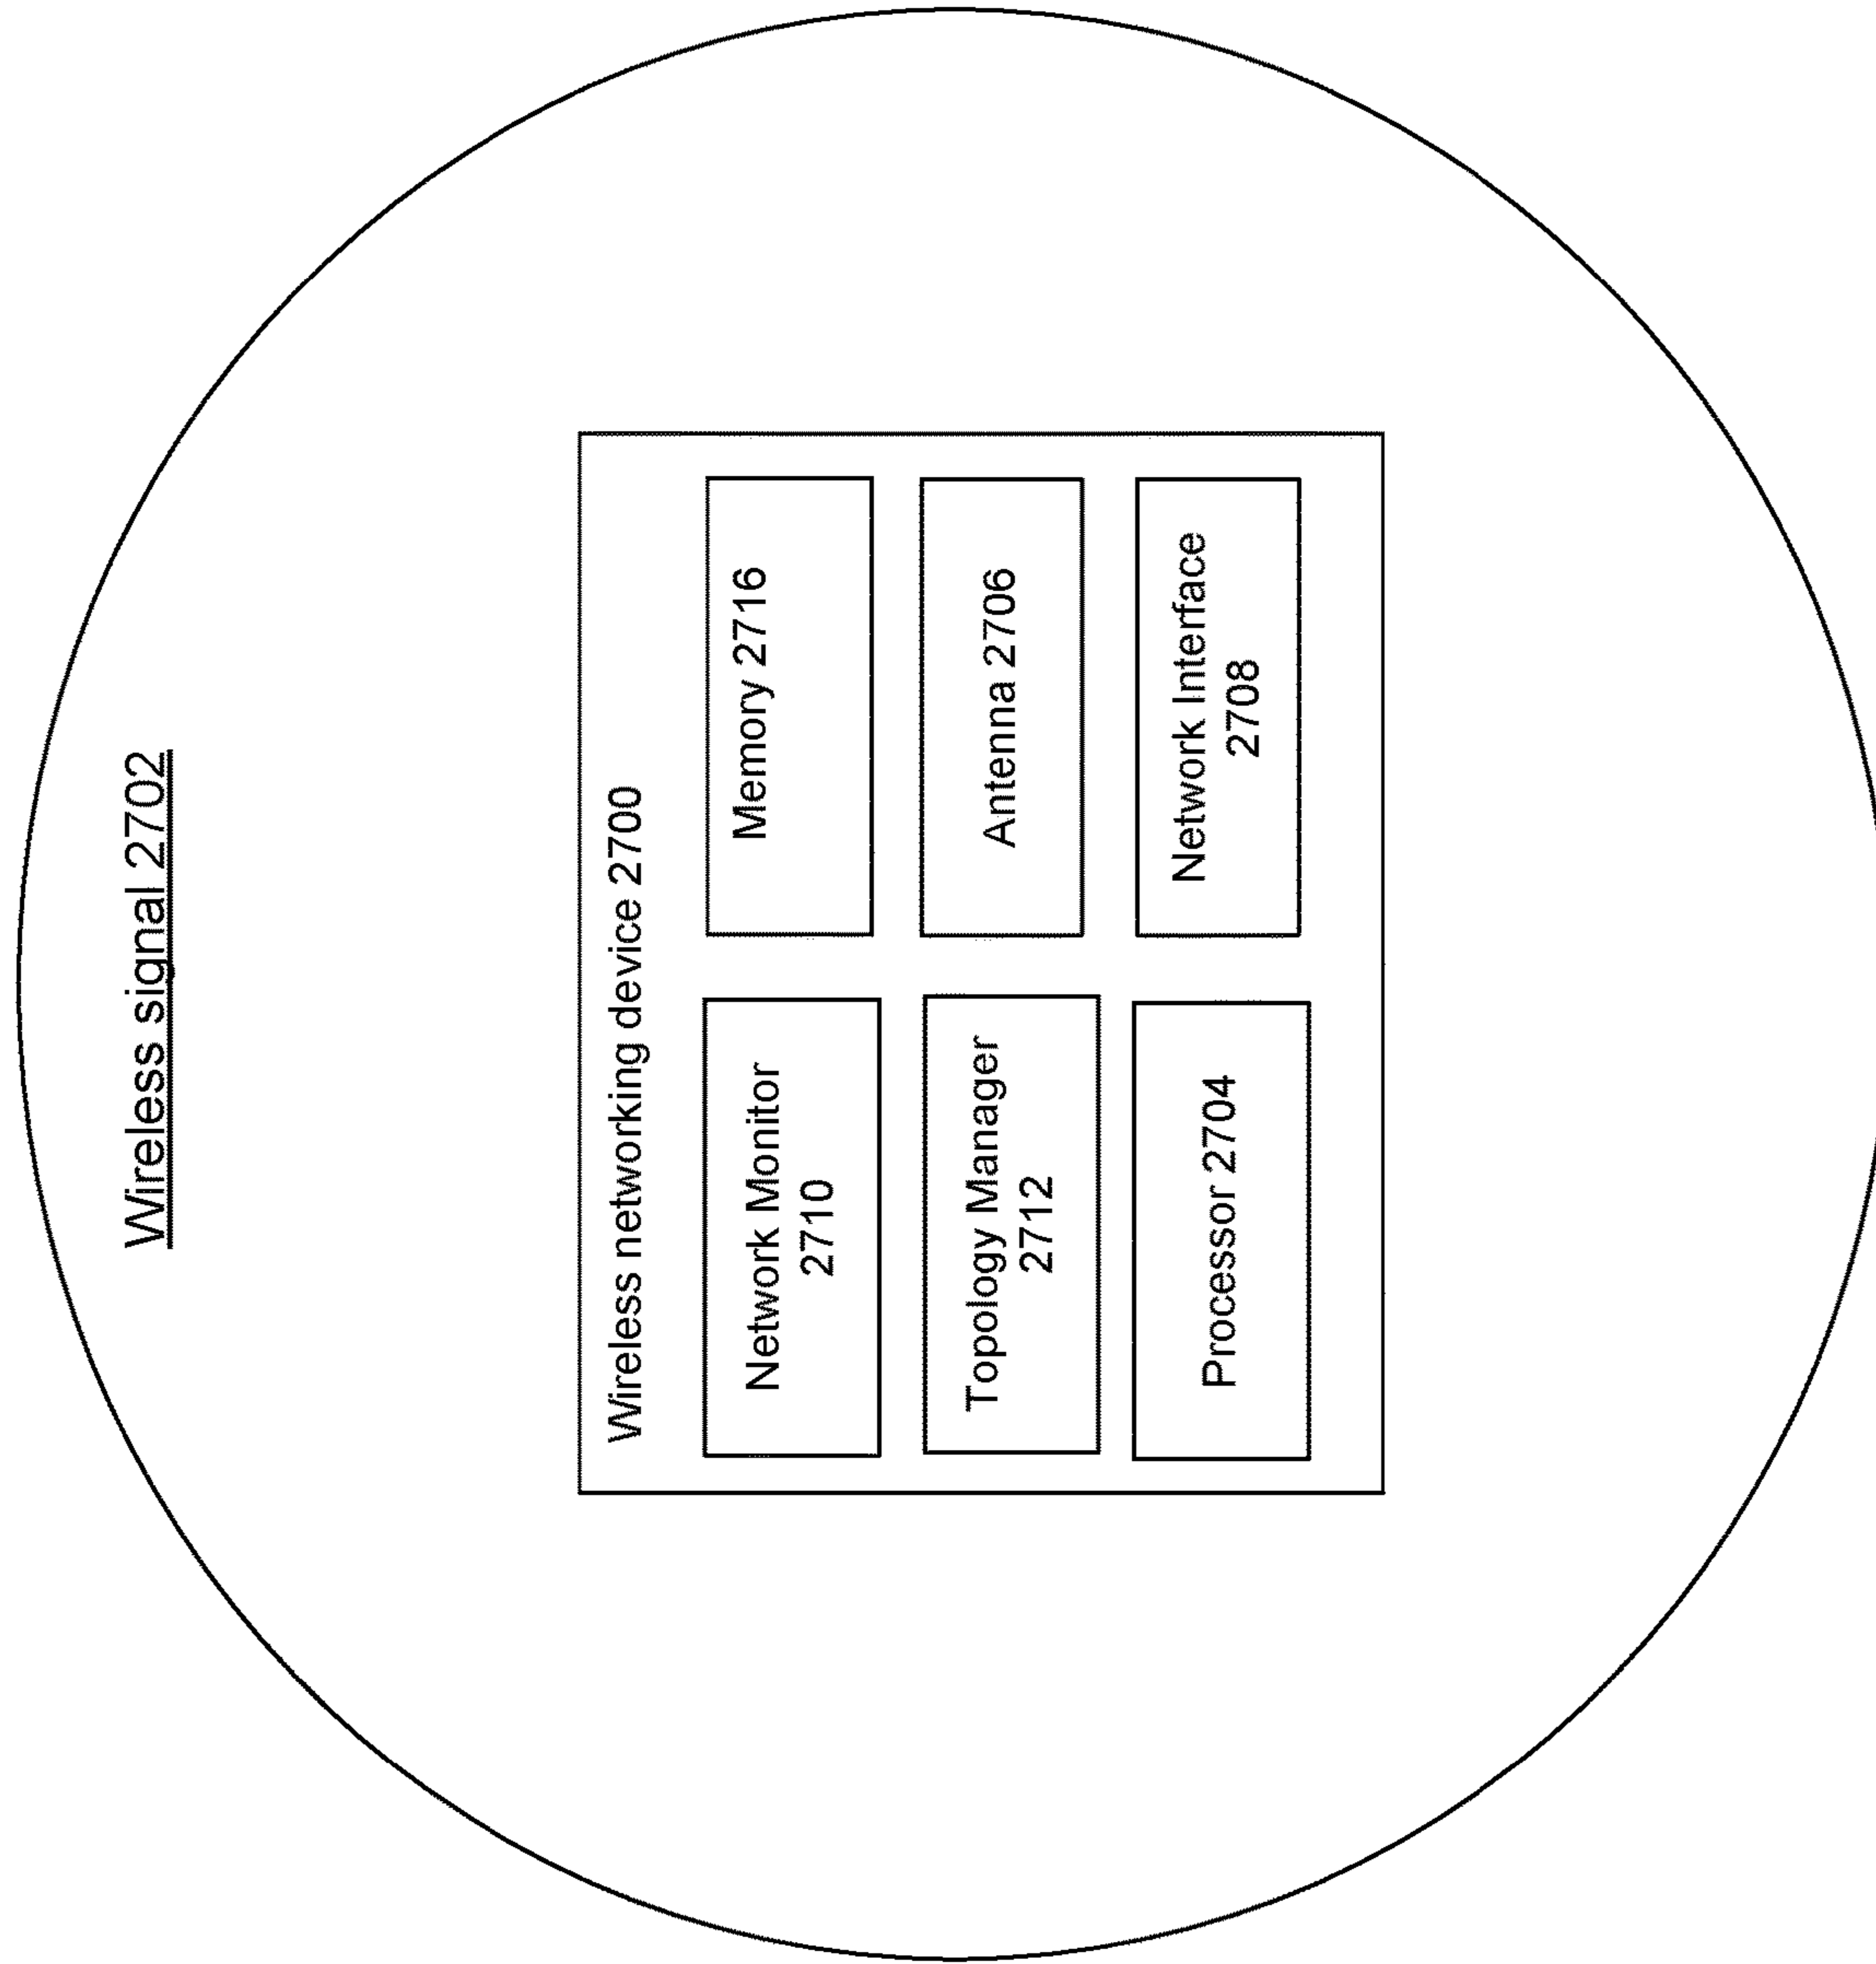 Wireless signal 2702
Wireless networking device 2700
Network Monitor
2710
Memory 2716
Topology Manager
2712
Antenna 2706
Processor 2704
Network Interface
2708